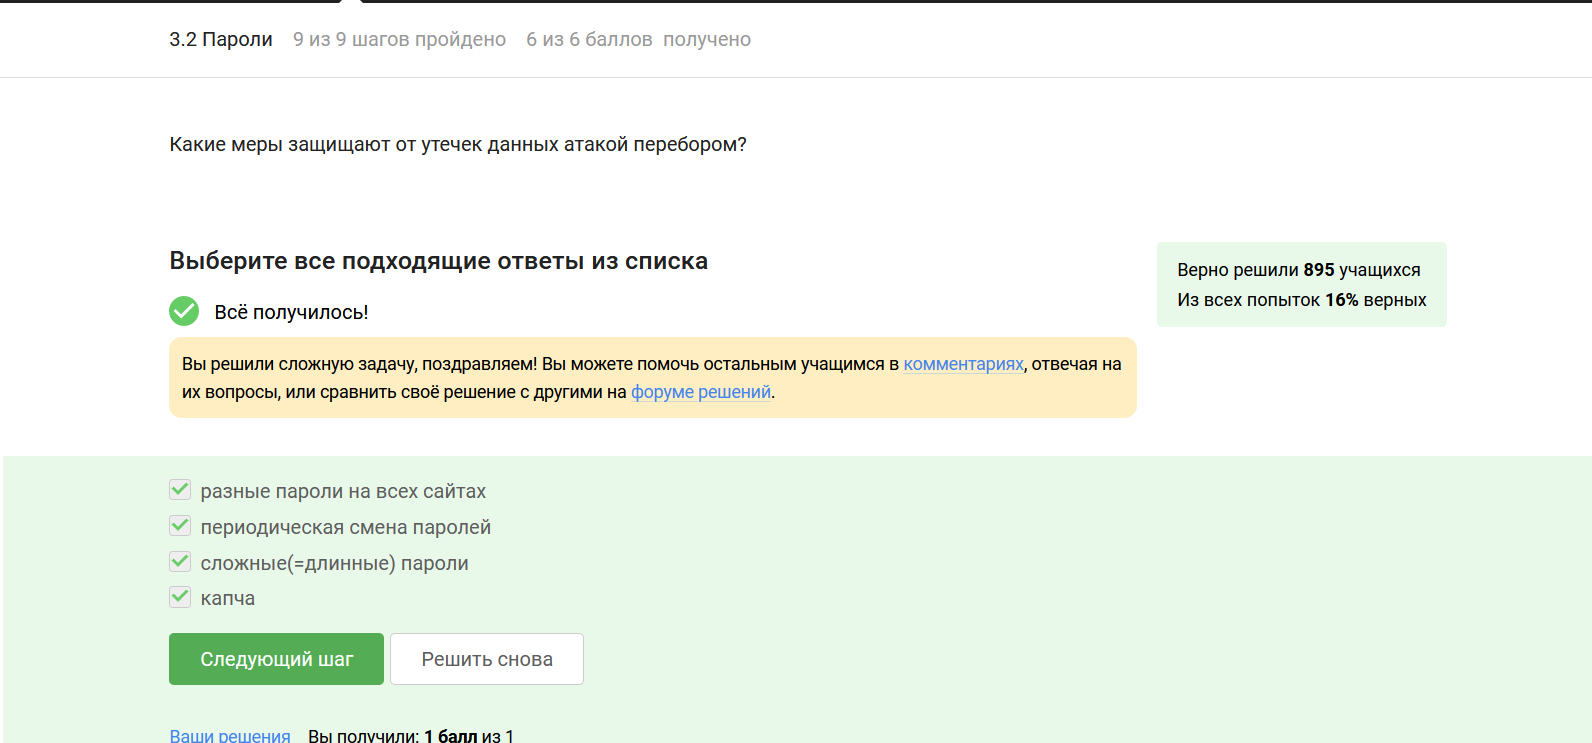 3.2 Пароли 9 из 9 шагов пройдено 6 из 6 баллов получено
Какие меры защищают от утечек данных атакой перебором?
Выберите все подходящие ответы из списка
Всё получилось!
Вы решили сложную задачу, поздравляем! Вы можете помочь остальным учащимся в комментариях, отвечая на
их вопросы, или сравнить своё решение с другими на форуме решений.
Верно решили 895 учащихся
Из всех попыток 16% верных
разные пароли на всех сайтах
периодическая смена паролей
сложные(=длинные) пароли
капча
Следующий шаг Решить снова
Ваши решения Вы получили: 1 балл из 1